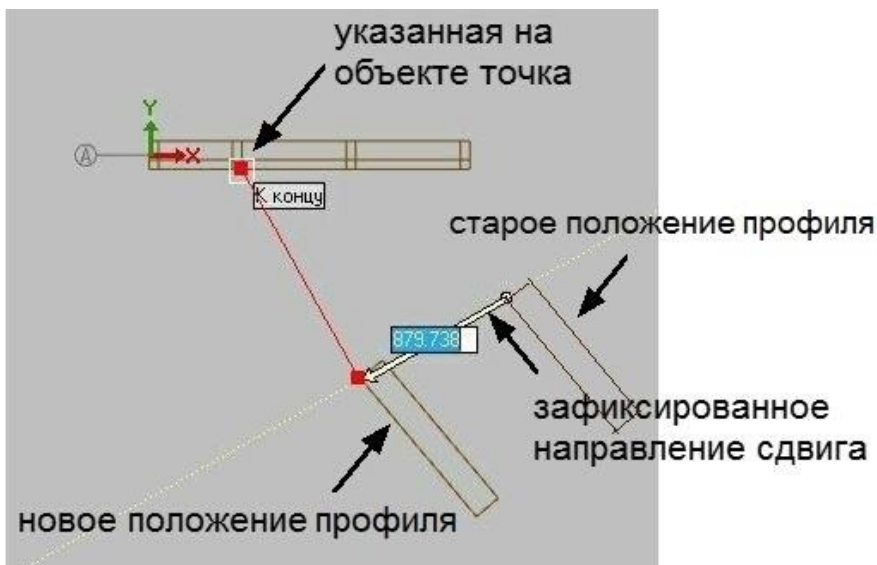 указанная на
объекте точка
Y
A
X
К концу
старое положение профиля
879.738
зафиксированное
направление сдвига
новое положение профиля